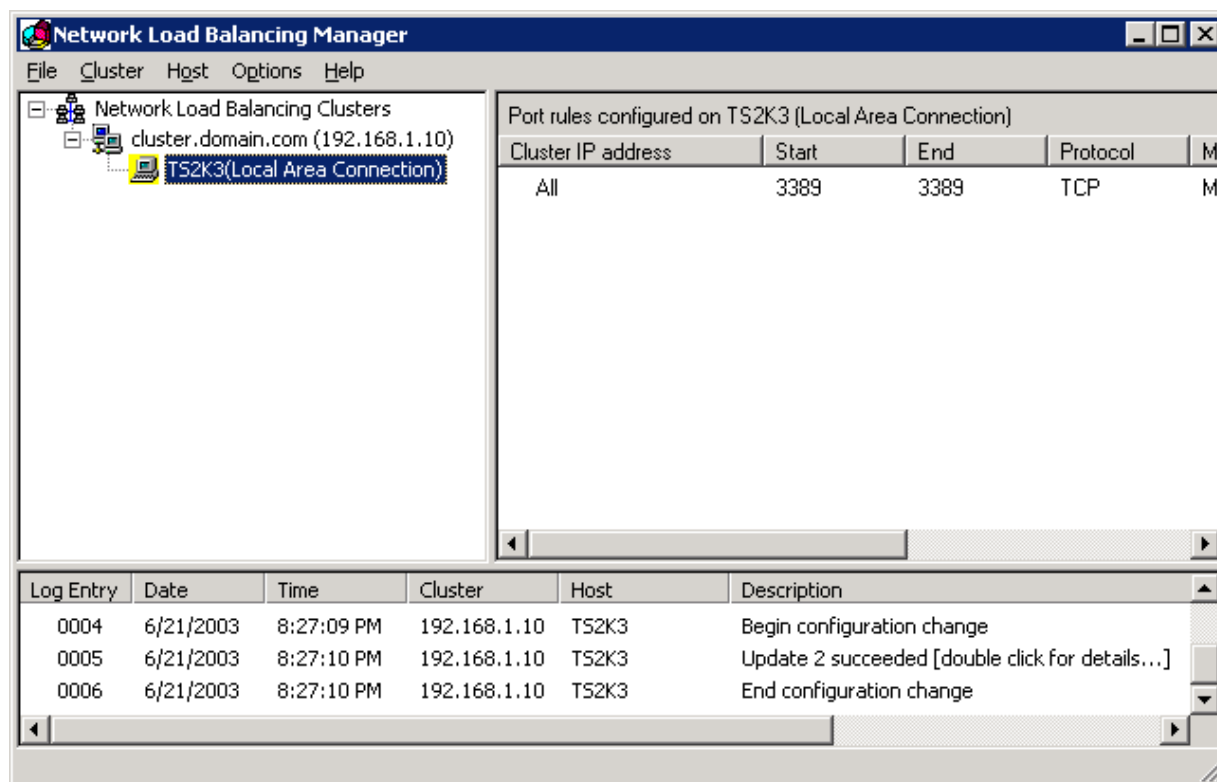 Network Load Balancing Manager
File Cluster Host Options Help
Network Load Balancing Clusters
cluster.domain.com (192.168.1.10)
TS2K3(Local Area Connection)
Port rules configured on TS2K3 (Local Area Connection)
Cluster IP address Start End Protocol M
All 3389 3389 TCP M
Log Entry Date Time Cluster Host Description
0004 6/21/2003 8:27:09 PM 192.168.1.10 TS2K3 Begin configuration change
0005 6/21/2003 8:27:10 PM 192.168.1.10 TS2K3 Update 2 succeeded [double click for details...]
0006 6/21/2003 8:27:10 PM 192.168.1.10 TS2K3 End configuration change